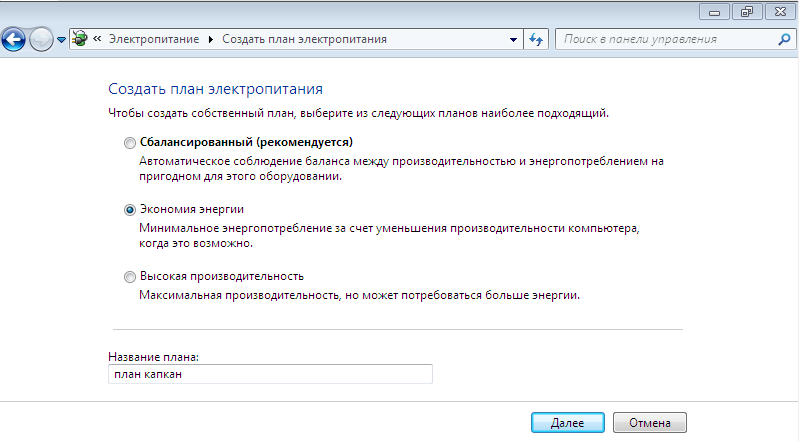 « Электропитание ▸ Создать план электропитания
Поиск в панели управления
Создать план электропитания
Чтобы создать собственный план, выберите из следующих планов наиболее подходящий.
Сбалансированный (рекомендуется)
Автоматическое соблюдение баланса между производительностью и энергопотреблением на
пригодном для этого оборудовании.
Экономия энергии
Минимальное энергопотребление за счет уменьшения производительности компьютера,
когда это возможно.
Высокая производительность
Максимальная производительность, но может потребоваться больше энергии.
Название плана:
план капкан
Далее
Отмена